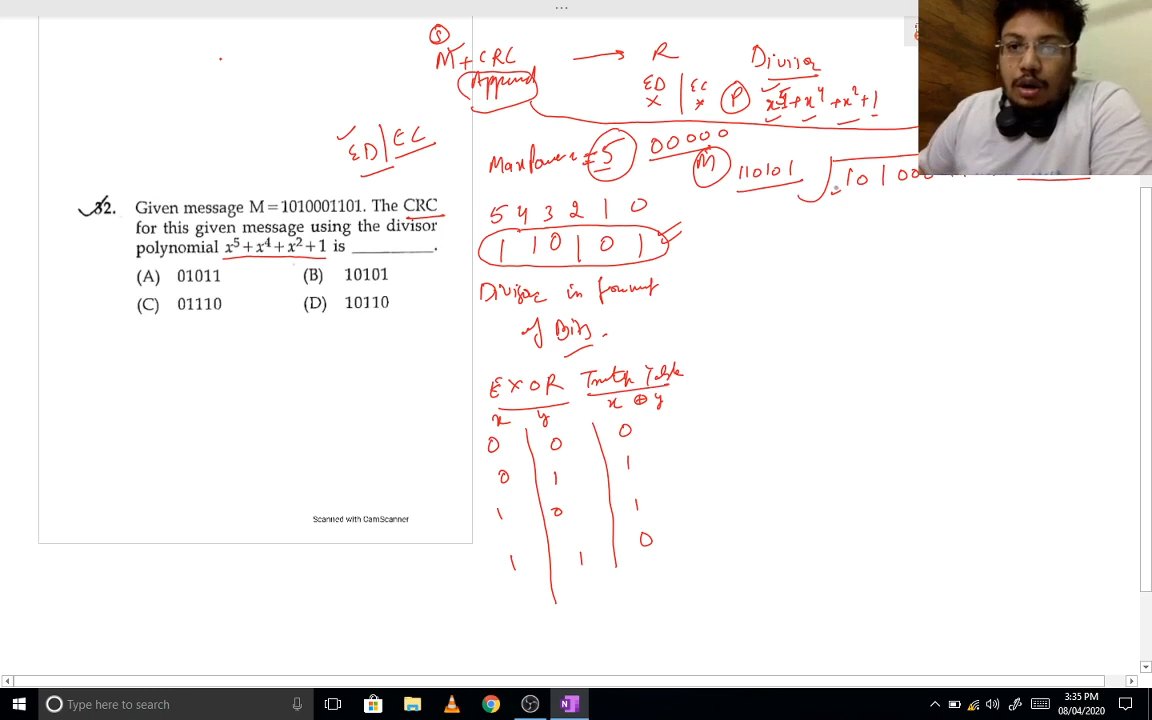 S
M + CRC → R Divisor
Append ED | EC P x5+x4+x2+1
x x
ED | EC
Max Power = 5 00000
M 110101 101000
32. Given message M = 1010001101. The CRC
for this given message using the divisor
polynomial x⁵ + x⁴ + x² + 1 is ________.
(A) 01011 (B) 10101
(C) 01110 (D) 10110
5 4 3 2 1 0
1 1 0 1 0 1
Divisor in format
of Bits.
EXOR Truth Table
x y x ⊕ y
0 0 0
0 1 1
1 0 1
1 1 0
Scanned with CamScanner
Type here to search
3:35 PM
08/04/2020